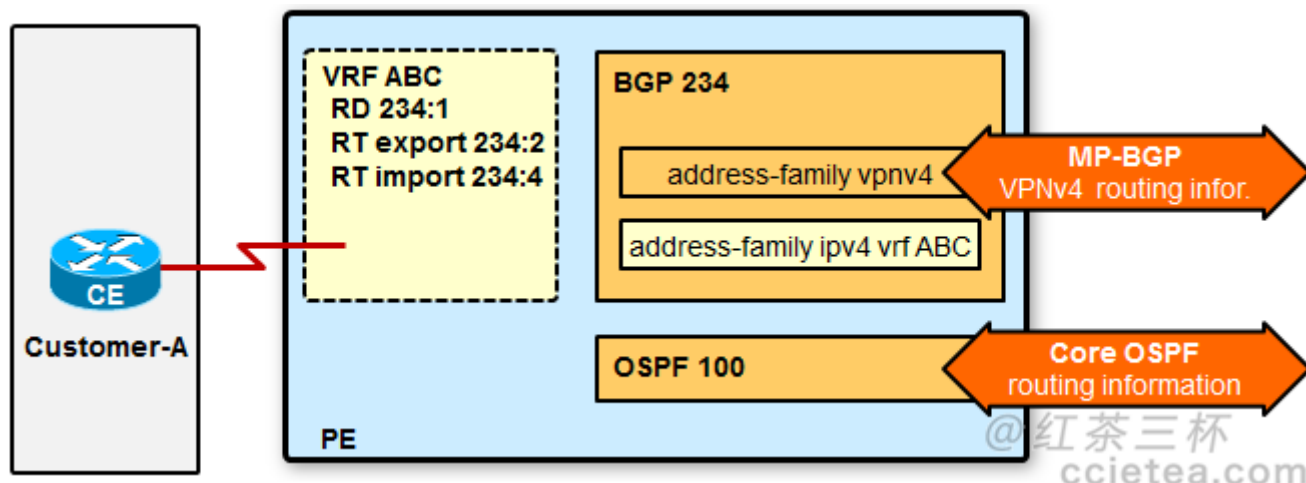 CE
Customer-A
VRF ABC
RD 234:1
RT export 234:2
RT import 234:4
BGP 234
address-family vpnv4
address-family ipv4 vrf ABC
MP-BGP
VPNv4 routing infor.
OSPF 100
Core OSPF
routing information
PE
@红茶三杯
ccietea.com